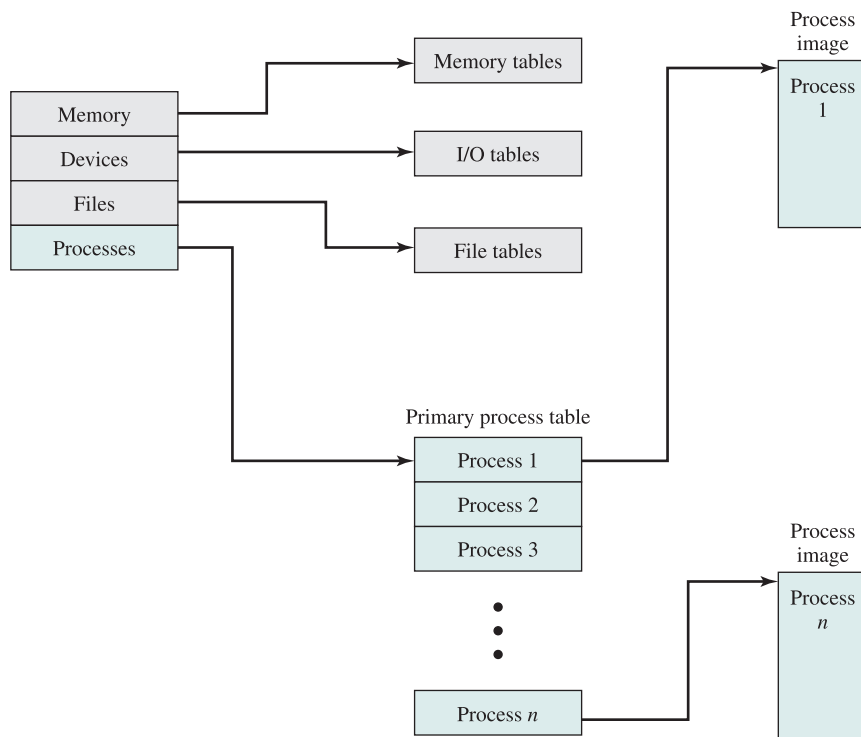 Memory
Devices
Files
Processes
Memory tables
I/O tables
File tables
Primary process table
Process 1
Process 2
Process 3
Process n
Process
image
Process
1
Process
image
Process
n